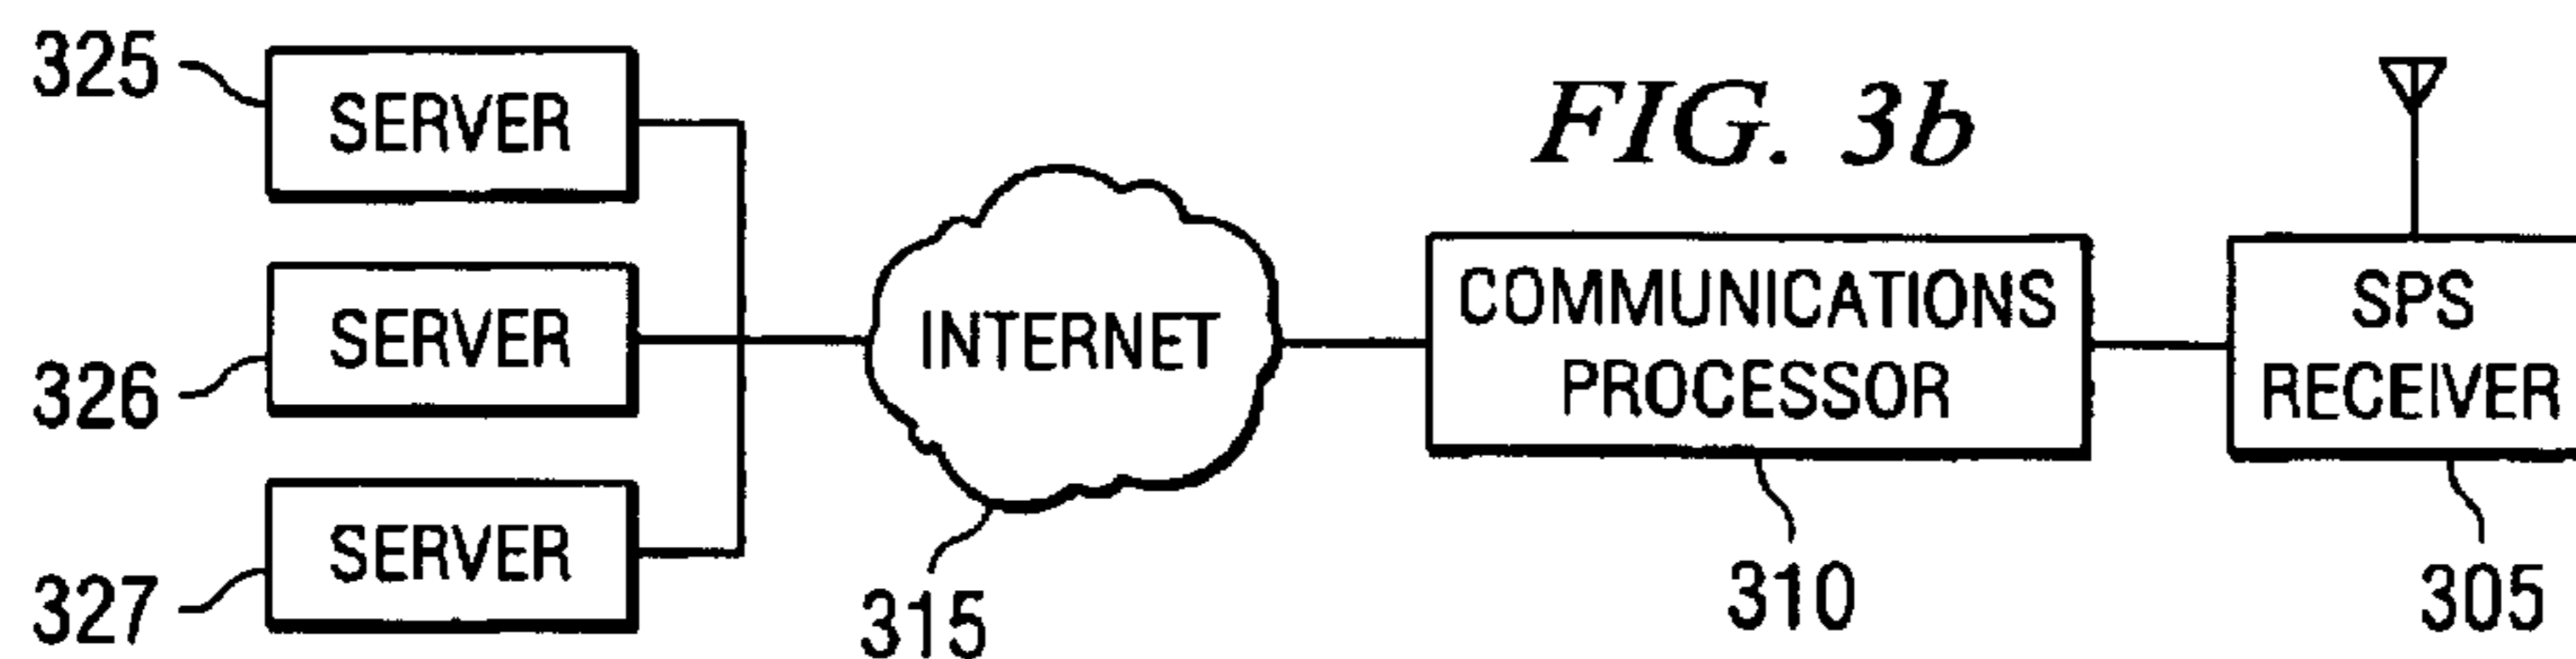 325
SERVER
FIG. 3b
SERVER
326
INTERNET
COMMUNICATIONS
PROCESSOR
SPS
RECEIVER
SERVER
327
315
310
305